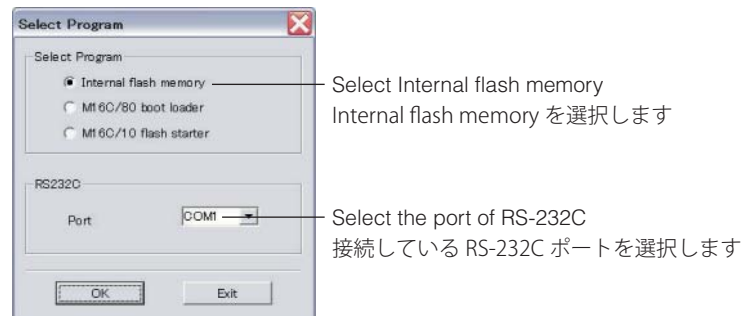 Select Program
Select Program
Internal flash memory
M16C/80 boot loader
M16C/10 flash starter
Select Internal flash memory
Internal flash memory を選択します
RS232C
Port
COM1
Select the port of RS-232C
接続している RS-232C ポートを選択します
OK
Exit